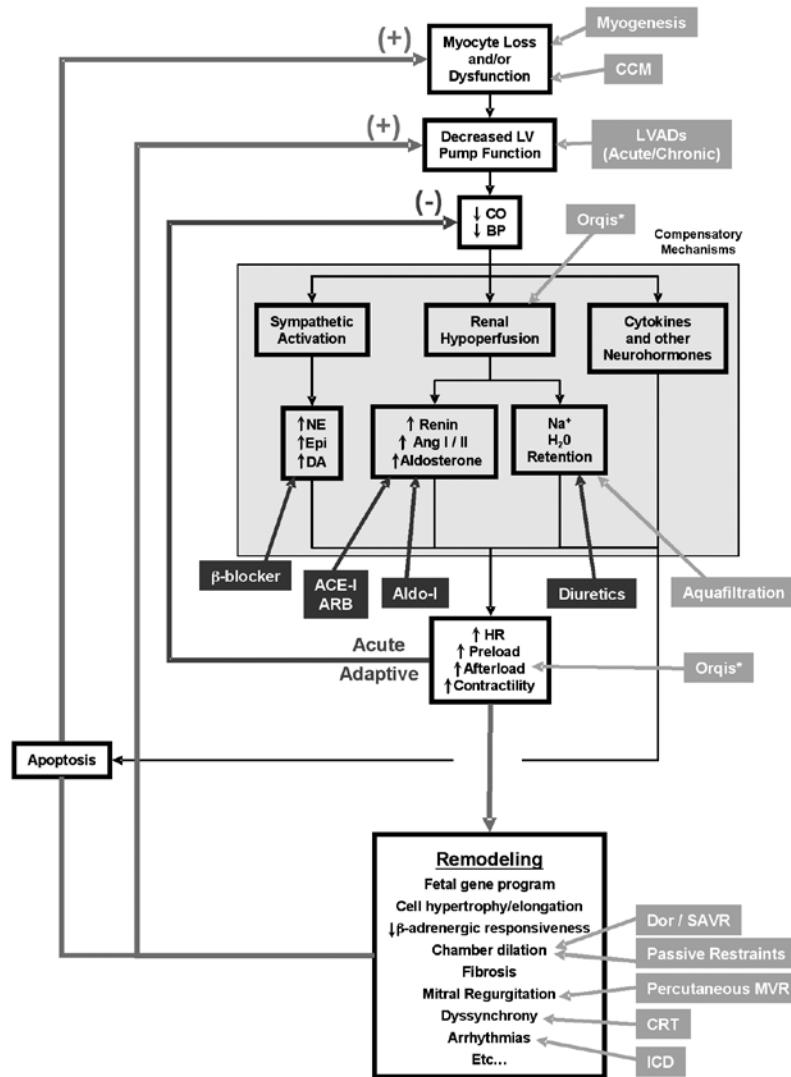 (+)
Myocyte Loss
and/or
Dysfunction
Myogenesis
CCM
(+)
Decreased LV
Pump Function
LVADs
(Acute/Chronic)
(-)
↓ CO
↓ BP
Orqis*
Compensatory
Mechanisms
Sympathetic
Activation
Renal
Hypoperfusion
Cytokines
and other
Neurohormones
↑NE
↑Epi
↑DA
↑ Renin
↑ Ang I / II
↑Aldosterone
Na⁺
H₂0
Retention
β-blocker
ACE-I
ARB
Aldo-I
Diuretics
Aquafiltration
Acute
Adaptive
↑ HR
↑ Preload
↑ Afterload
↑Contractility
Orqis*
Apoptosis
Remodeling
Fetal gene program
Cell hypertrophy/elongation
↓β-adrenergic responsiveness
Chamber dilation
Fibrosis
Mitral Regurgitation
Dyssynchrony
Arrhythmias
Etc...
Dor / SAVR
Passive Restraints
Percutaneous MVR
CRT
ICD